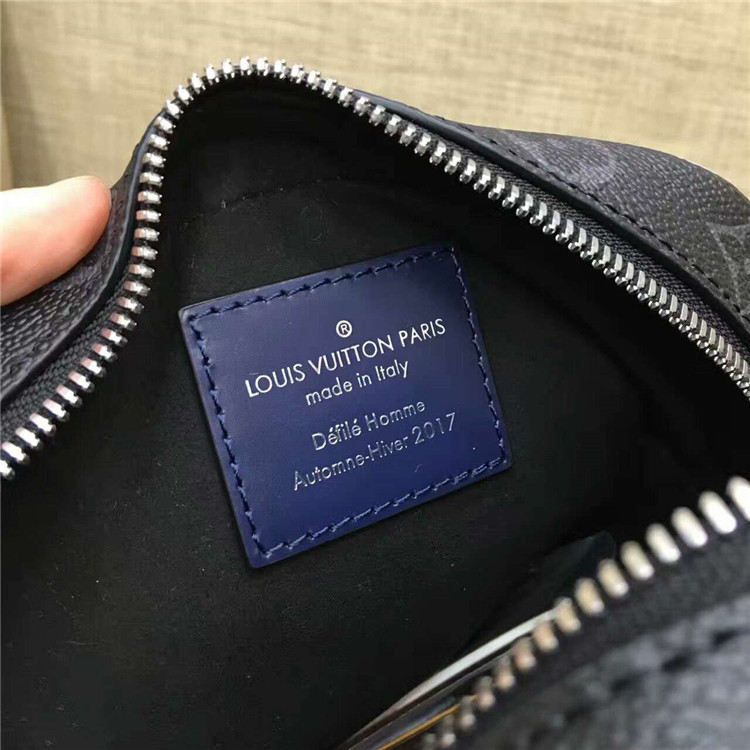 ®
LOUIS VUITTON PARIS
made in Italy
Défilé Homme
Automne-Hiver 2017